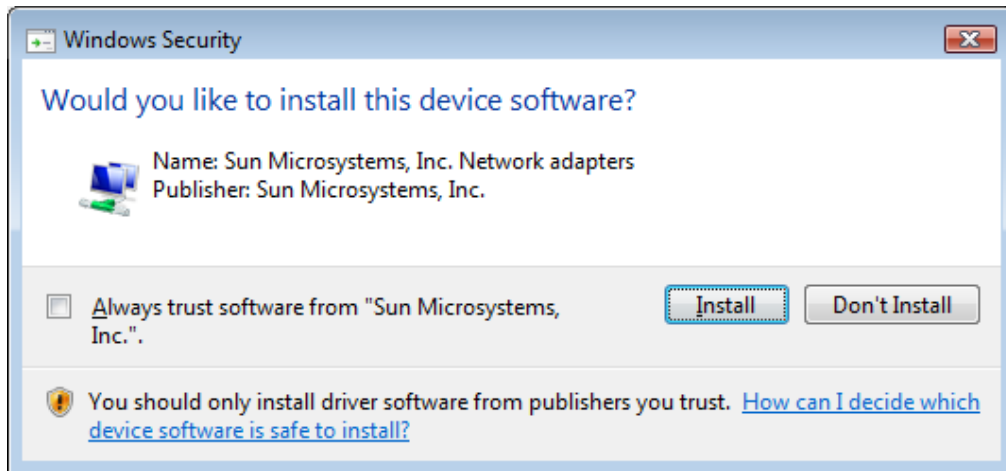 Windows Security
Would you like to install this device software?
Name: Sun Microsystems, Inc. Network adapters
Publisher: Sun Microsystems, Inc.
Always trust software from "Sun Microsystems,
Inc.".
Install
Don't Install
You should only install driver software from publishers you trust. How can I decide which
device software is safe to install?